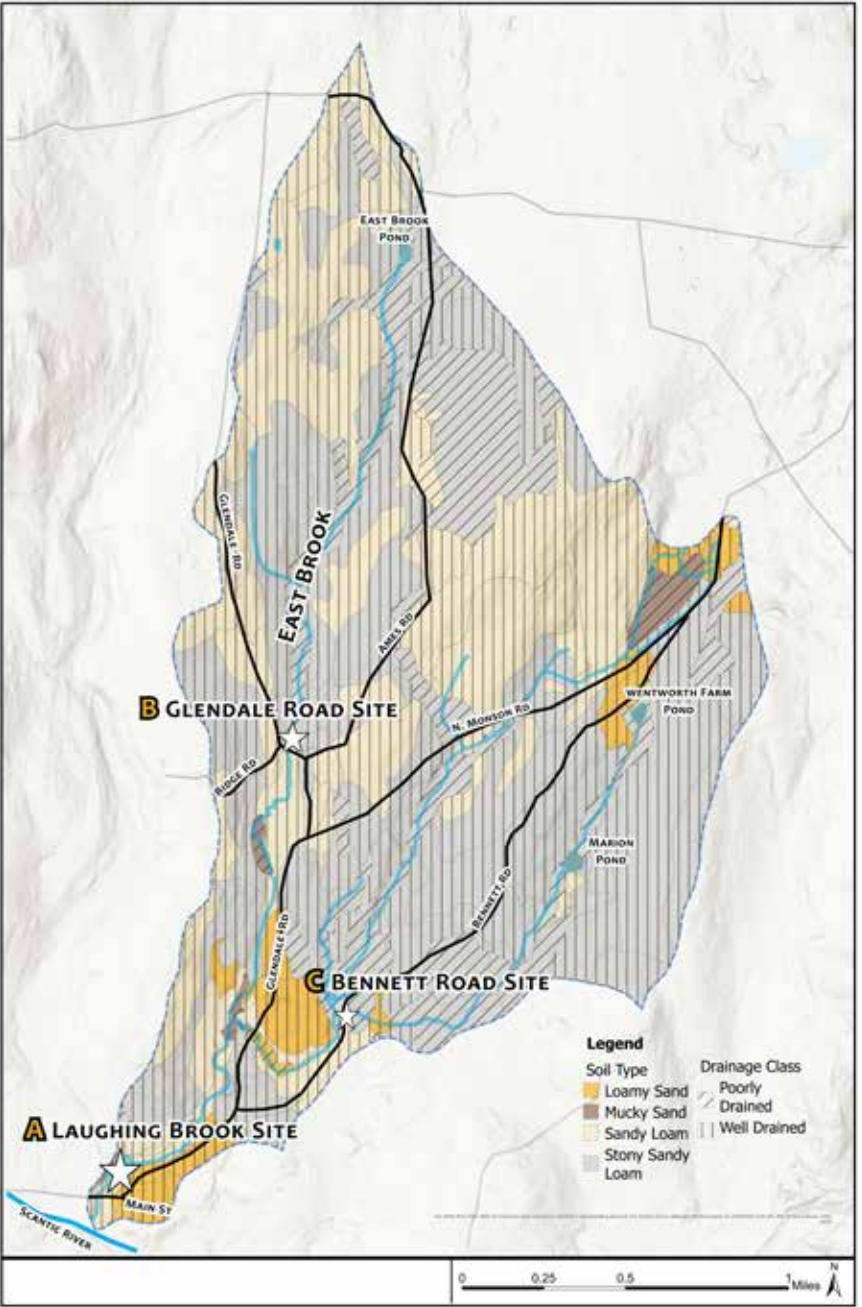 EAST BROOK
POND
GLENDALE RD
EAST BROOK
AMES RD
B GLENDALE ROAD SITE
N. MONSON RD
WENTWORTH FARM
POND
RIDGE RD
MARION
POND
BENNETT RD
GLENDALE RD
C BENNETT ROAD SITE
A LAUGHING BROOK SITE
MAIN ST
SCANTIC RIVER
Legend
Soil Type
Loamy Sand
Mucky Sand
Sandy Loam
Stony Sandy
Loam
Drainage Class
Poorly
Drained
Well Drained
0 0.25 0.5 1 Miles
N